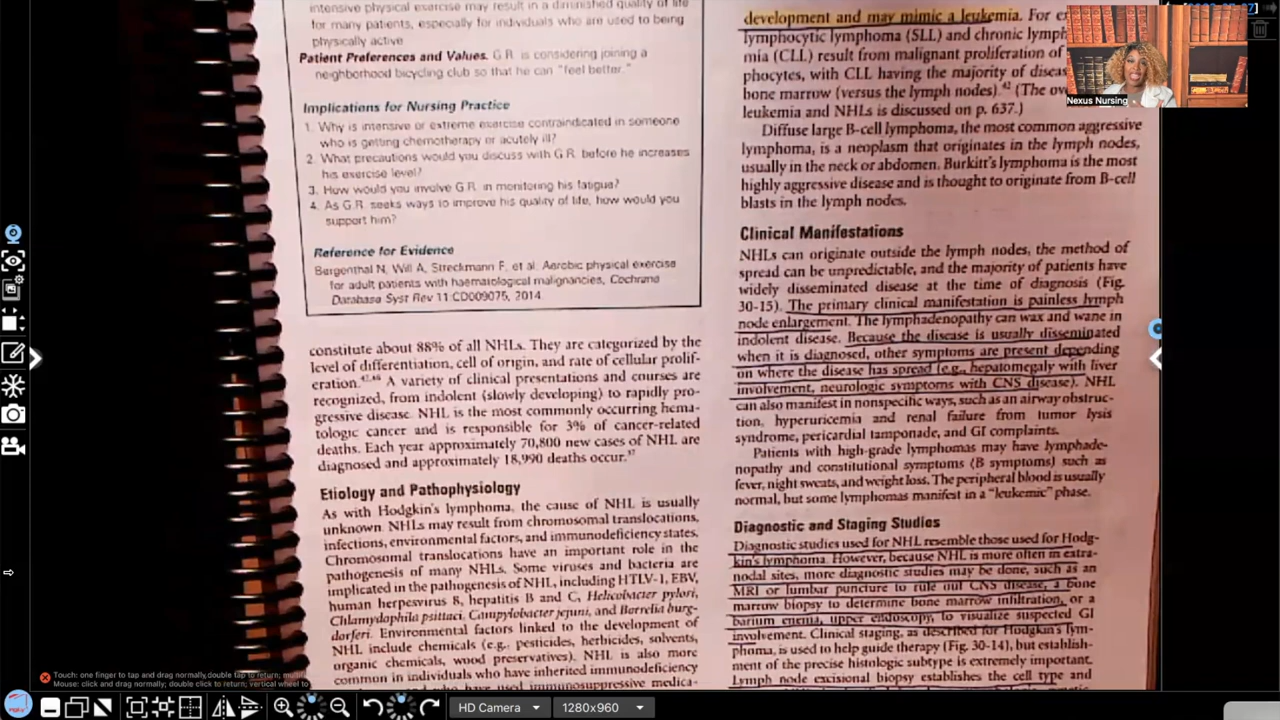 intensive physical exercise may result in a diminished quality of life
for many patients, especially for individuals who are used to being
physically active
Patient Preferences and Values. G.R. is considering joining a
neighborhood bicycling club so that he can "feel better."
Implications for Nursing Practice
1. Why is intensive or extreme exercise contraindicated in someone
who is getting chemotherapy or acutely ill?
2. What precautions would you discuss with G.R. before he increases
his exercise level?
3. How would you involve G.R. in monitoring his fatigue?
4. As G.R. seeks ways to improve his quality of life, how would you
support him?
Reference for Evidence
Bergenthal N, Will A, Streckmann F, et al. Aerobic physical exercise
for adult patients with haematological malignancies, Cochrane
Database Syst Rev 11:CD009075, 2014.
constitute about 88% of all NHLs. They are categorized by the
level of differentiation, cell of origin, and rate of cellular prolif-
eration. A variety of clinical presentations and courses are
recognized, from indolent (slowly developing) to rapidly pro-
gressive disease. NHL is the most commonly occurring hema-
tologic cancer and is responsible for 3% of cancer-related
deaths. Each year approximately 70,800 new cases of NHL are
diagnosed and approximately 18,990 deaths occur.37
Etiology and Pathophysiology
As with Hodgkin's lymphoma, the cause of NHL is usually
unknown. NHLs may result from chromosomal translocations,
infections, environmental factors, and immunodeficiency states.
Chromosomal translocations have an important role in the
pathogenesis of many NHLs. Some viruses and bacteria are
implicated in the pathogenesis of NHL, including HTLV-1, EBV,
human herpesvirus 8, hepatitis B and C, Helicobacter pylori,
Chlamydophila psittaci, Campylobacter jejuni, and Borrelia burg-
dorferi. Environmental factors linked to the development of
NHL include chemicals (e.g., pesticides, herbicides, solvents,
organic chemicals, wood preservatives). NHL is also more
common in individuals who have inherited immunodeficiency
immunosuppressive medica-
development and may mimic a leukemia. For
lymphocytic lymphoma (SLL) and chronic
mia (CLL) result from malignant proliferation of
phocytes, with CLL having the majority of
bone marrow (versus the lymph nodes).42 (The
leukemia and NHLs is discussed on p. 637.)
Diffuse large B-cell lymphoma, the most common aggressive
lymphoma, is a neoplasm that originates in the lymph nodes,
usually in the neck or abdomen. Burkitt's lymphoma is the most
highly aggressive disease and is thought to originate from B-cell
blasts in the lymph nodes.
Clinical Manifestations
NHLs can originate outside the lymph nodes, the method of
spread can be unpredictable, and the majority of patients have
widely disseminated disease at the time of diagnosis (Fig.
30-15). The primary clinical manifestation is painless lymph
node enlargement. The lymphadenopathy can wax and wane in
indolent disease. Because the disease is usually disseminated
when it is diagnosed, other symptoms are present depending
on where the disease has spread (e.g., hepatomegaly with liver
involvement, neurologic symptoms with CNS disease). NHL
can also manifest in nonspecific ways, such as an airway obstruc-
tion, hyperuricemia and renal failure from tumor lysis
syndrome, pericardial tamponade, and GI complaints.
Patients with high-grade lymphomas may have lymphade-
nopathy and constitutional symptoms (B symptoms) such as
fever, night sweats, and weight loss. The peripheral blood is usually
normal, but some lymphomas manifest in a "leukemic" phase.
Diagnostic and Staging Studies
Diagnostic studies used for NHL resemble those used for Hodg-
kin's lymphoma. However, because NHL is more often in extra-
nodal sites, more diagnostic studies may be done, such as an
MRI or lumbar puncture to rule out CNS disease, a bone
marrow biopsy to determine bone marrow infiltration, or a
barium enema, upper endoscopy, to visualize suspected GI
involvement. Clinical staging, as described for Hodgkin's lym-
phoma, is used to help guide therapy (Fig. 30-14), but establish-
ment of the precise histologic subtype is extremely important.
Lymph node excisional biopsy establishes the cell type and
Nexus Nursing
Touch: one finger to tap and drag normally, double tap to return;
Mouse: click and drag normally; double click to return; vertical wheel to
HD Camera
1280x960